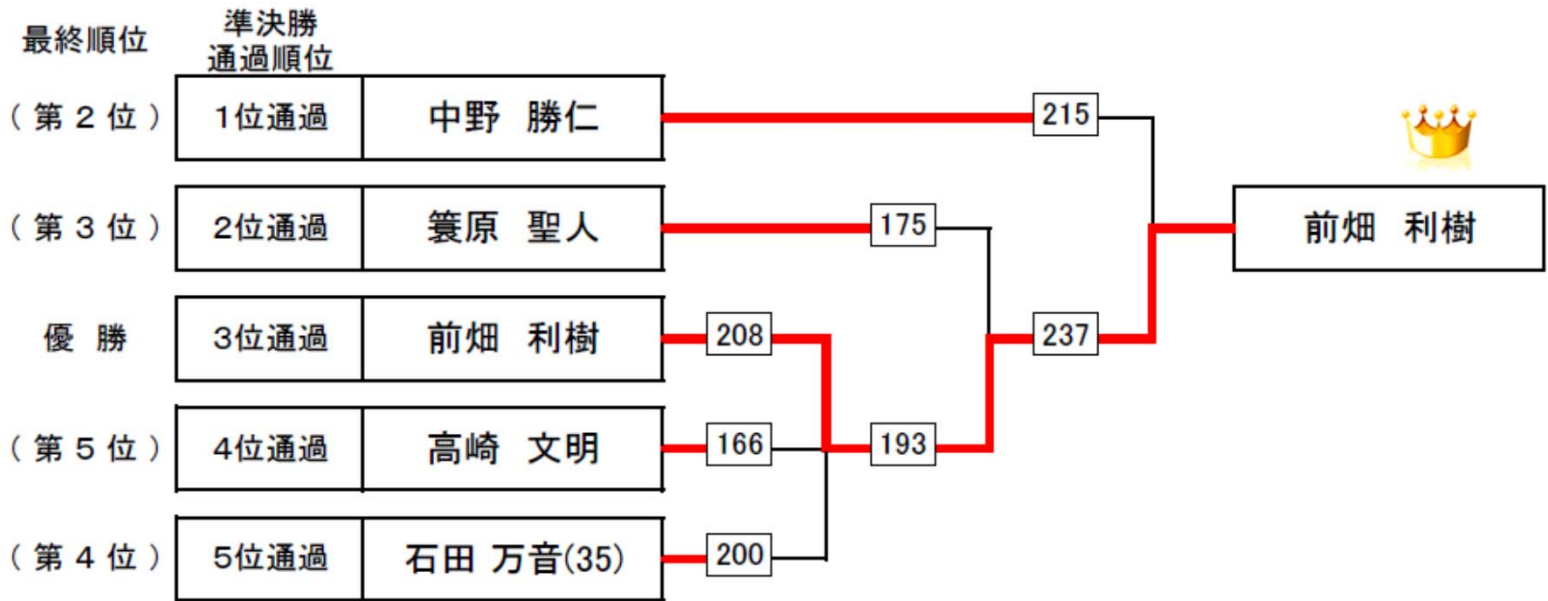 最終順位
準決勝
通過順位
(第2位) 1位通過 中野 勝仁 215
前畑 利樹
(第3位) 2位通過 簑原 聖人 175
優勝 3位通過 前畑 利樹 208 237
(第5位) 4位通過 高崎 文明 166 193
(第4位) 5位通過 石田 万音(35) 200